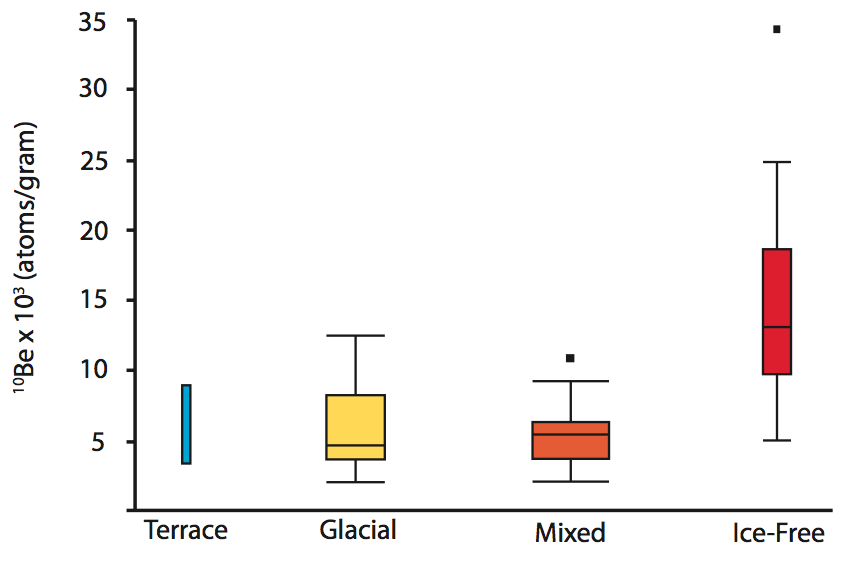 35
30
25
20
15
10
5
¹⁰Be x 10³ (atoms/gram)
Terrace
Glacial
Mixed
Ice-Free